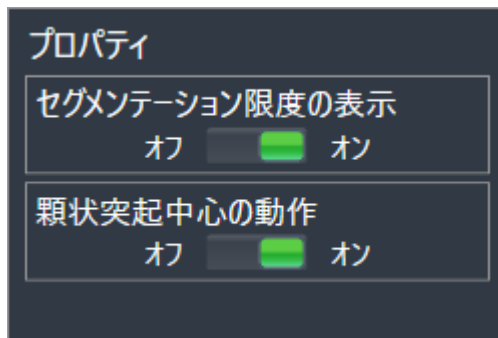 プロパティ
セグメンテーション限度の表示
オフ オン
顆状突起中心の動作
オフ オン